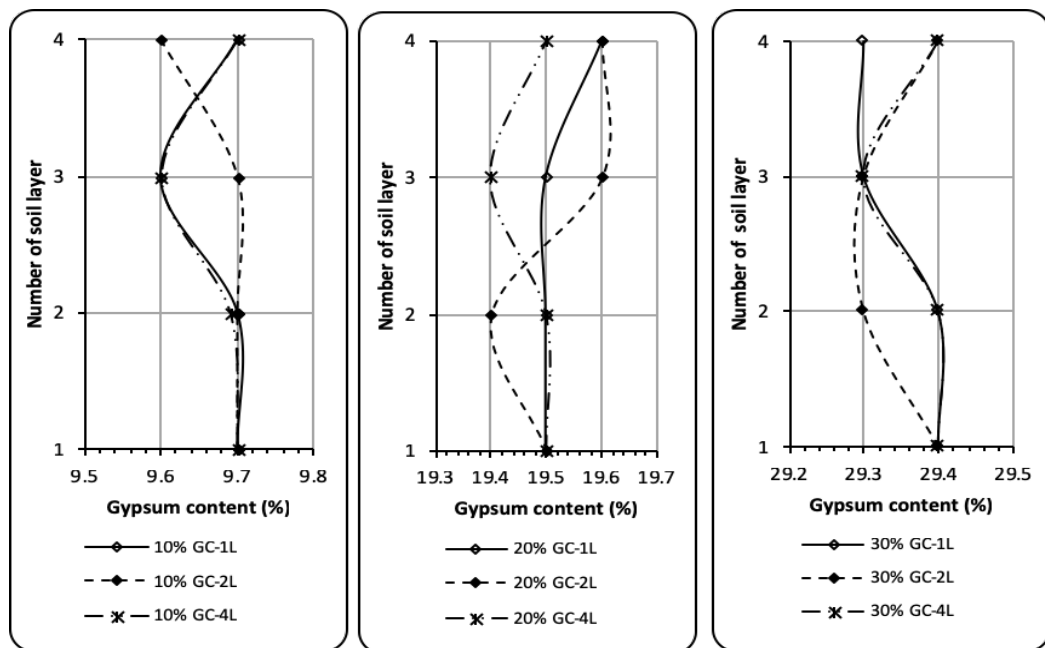 4
3
2
1
Number of soil layer
9.5 9.6 9.7 9.8
Gypsum content (%)
10% GC-1L
10% GC-2L
10% GC-4L
4
3
2
1
Number of soil layer
19.3 19.4 19.5 19.6 19.7
Gypsum content (%)
20% GC-1L
20% GC-2L
20% GC-4L
4
3
2
1
Number of soil layer
29.2 29.3 29.4 29.5
Gypsum content (%)
30% GC-1L
30% GC-2L
30% GC-4L